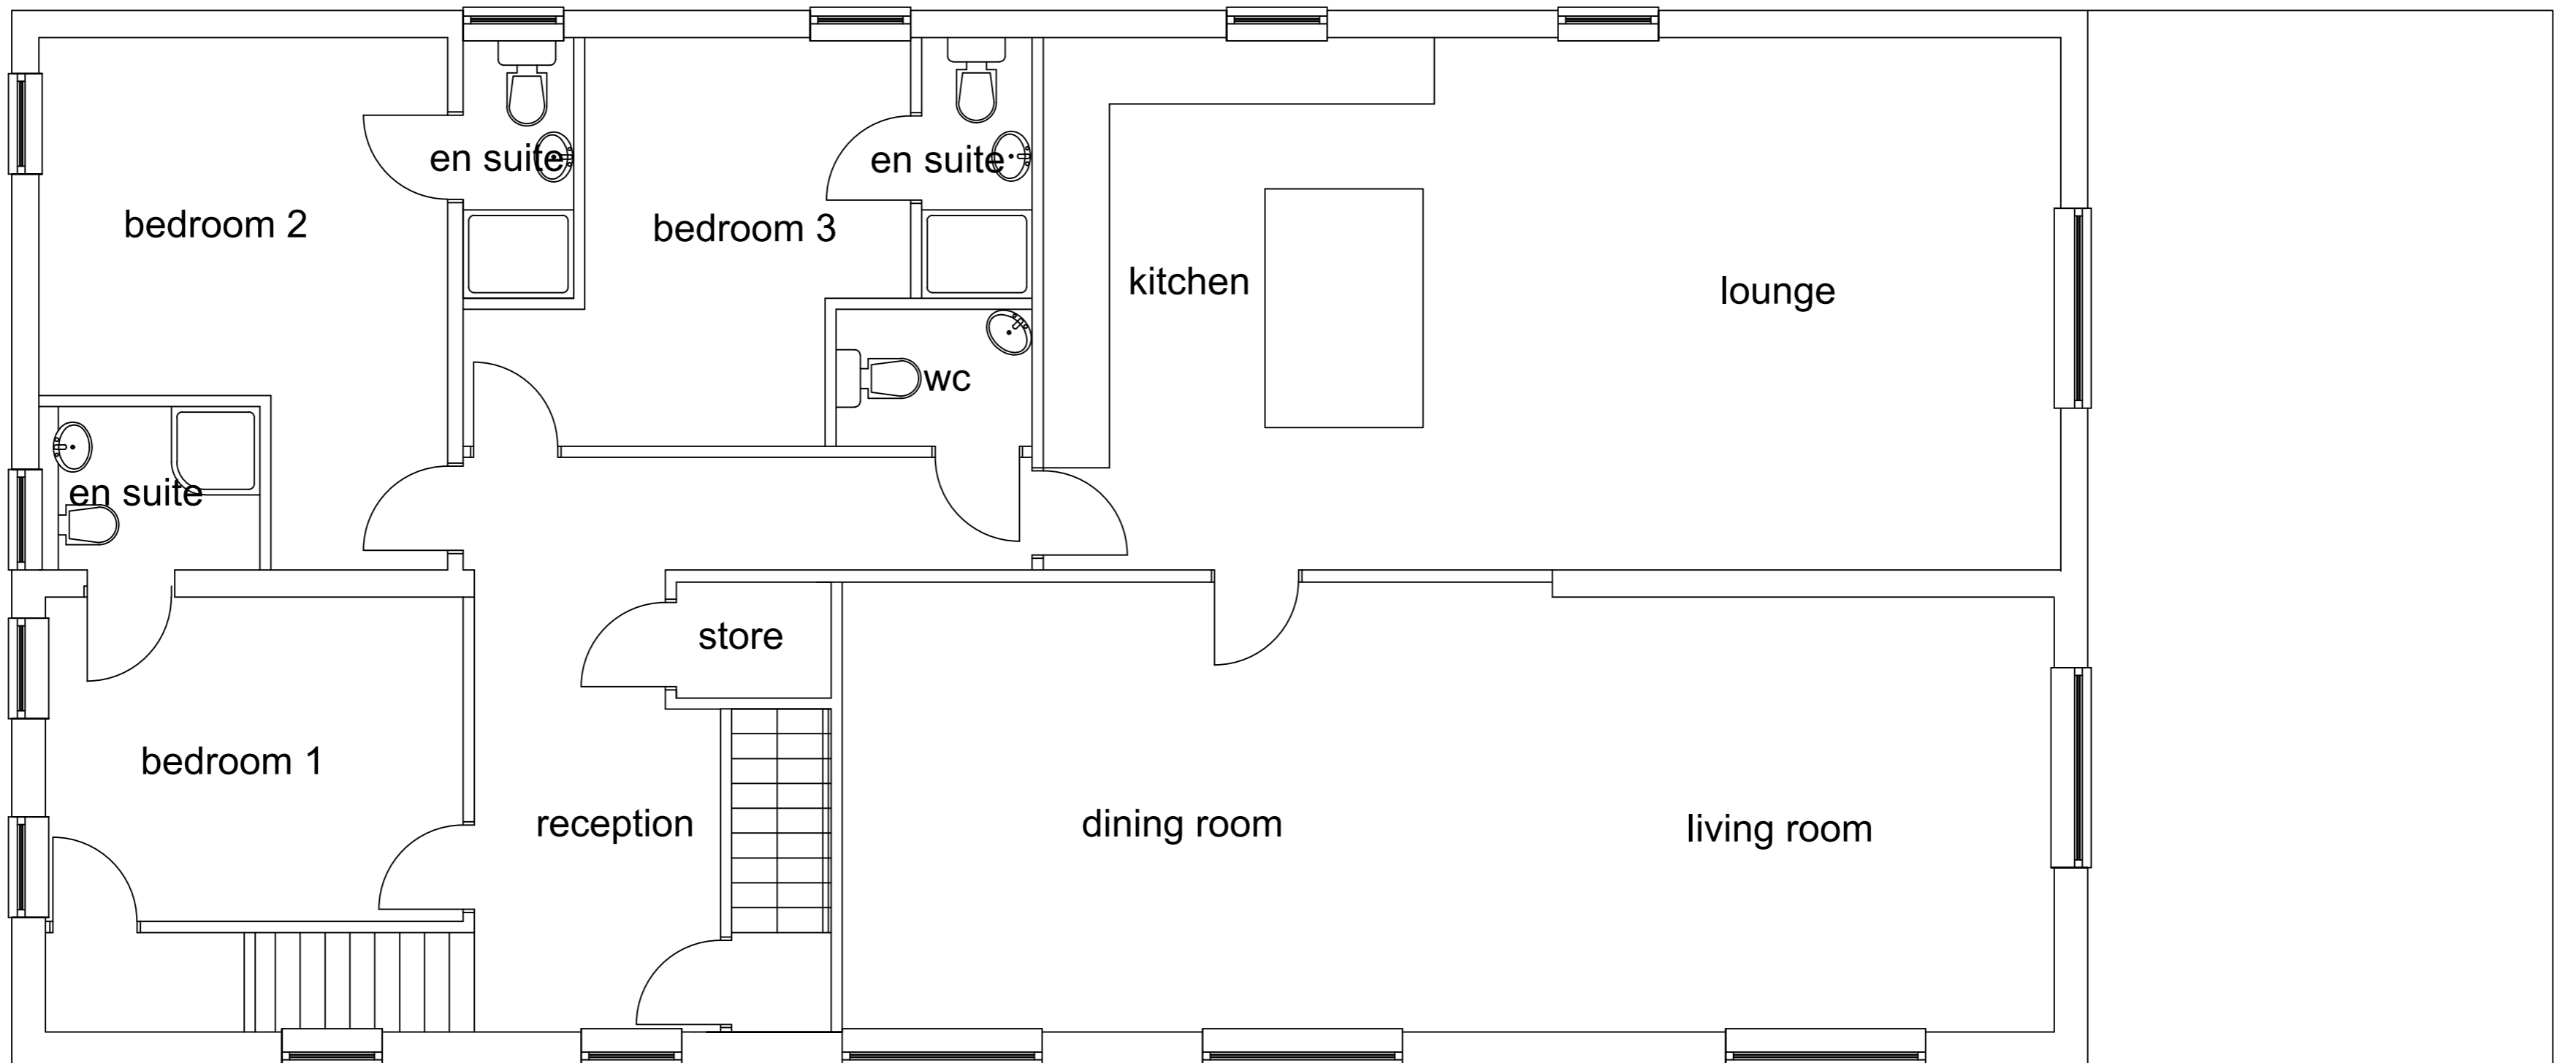 en suite
en suite
bedroom 2
bedroom 3
kitchen
lounge
wc
en suite
store
bedroom 1
reception
dining room
living room